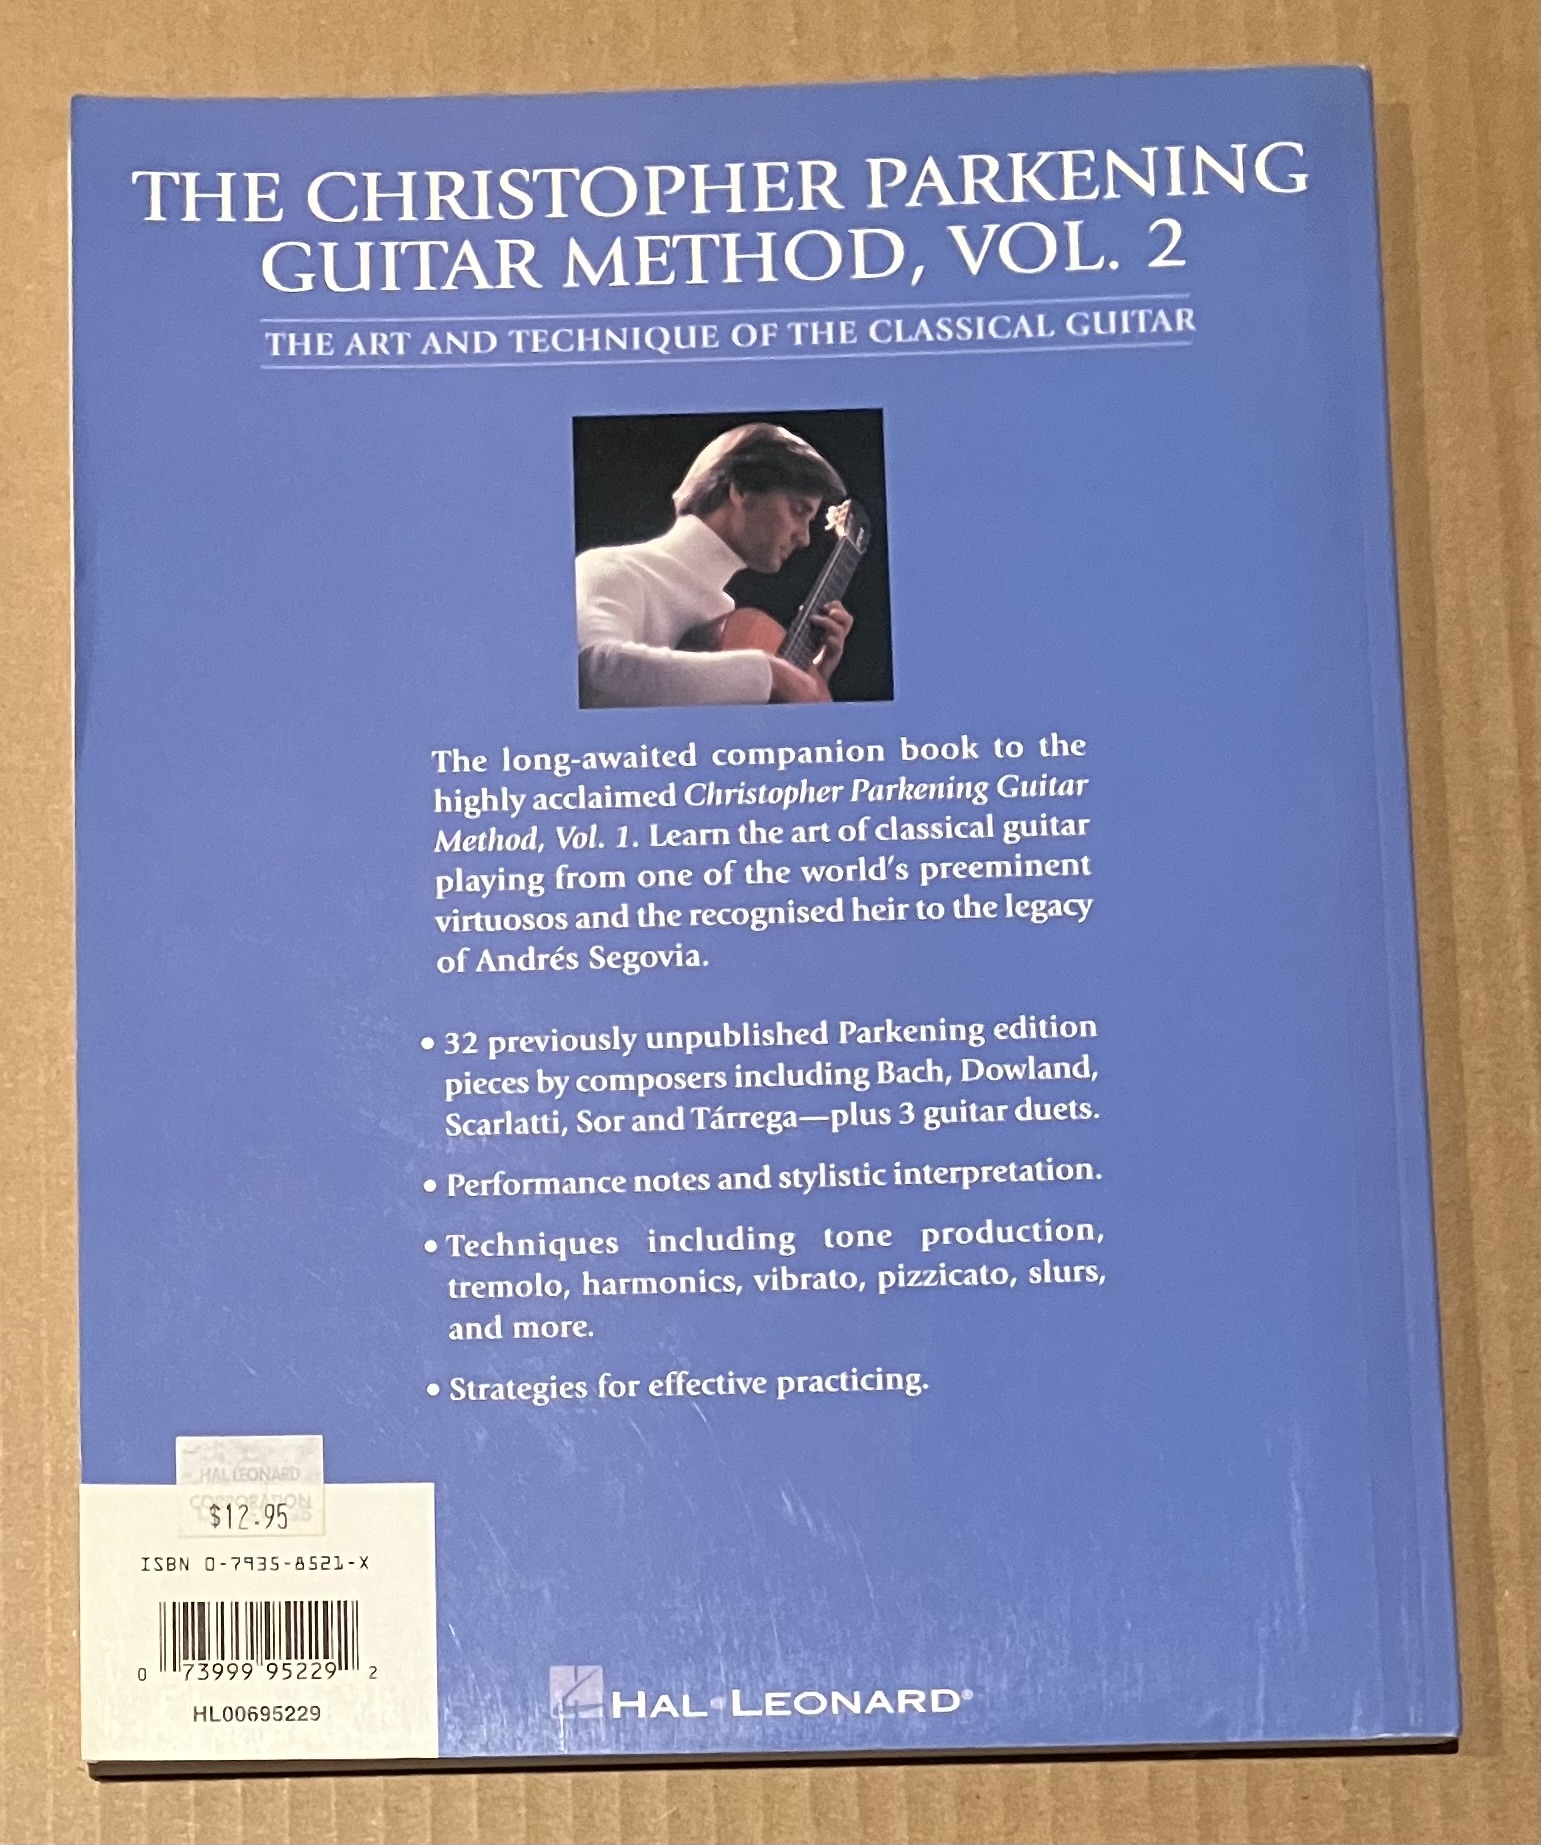 THE CHRISTOPHER PARKENING
GUITAR METHOD, VOL. 2
THE ART AND TECHNIQUE OF THE CLASSICAL GUITAR
The long-awaited companion book to the
highly acclaimed Christopher Parkening Guitar
Method, Vol. 1. Learn the art of classical guitar
playing from one of the world's preeminent
virtuosos and the recognised heir to the legacy
of Andrés Segovia.
• 32 previously unpublished Parkening edition
pieces by composers including Bach, Dowland,
Scarlatti, Sor and Tárrega—plus 3 guitar duets.
• Performance notes and stylistic interpretation.
• Techniques including tone production,
tremolo, harmonics, vibrato, pizzicato, slurs,
and more.
• Strategies for effective practicing.
HAL LEONARD
CORPORATION
$12.95
ISBN 0-7935-8521-X
0 73999 95229 2
HL00695229
HAL•LEONARD®